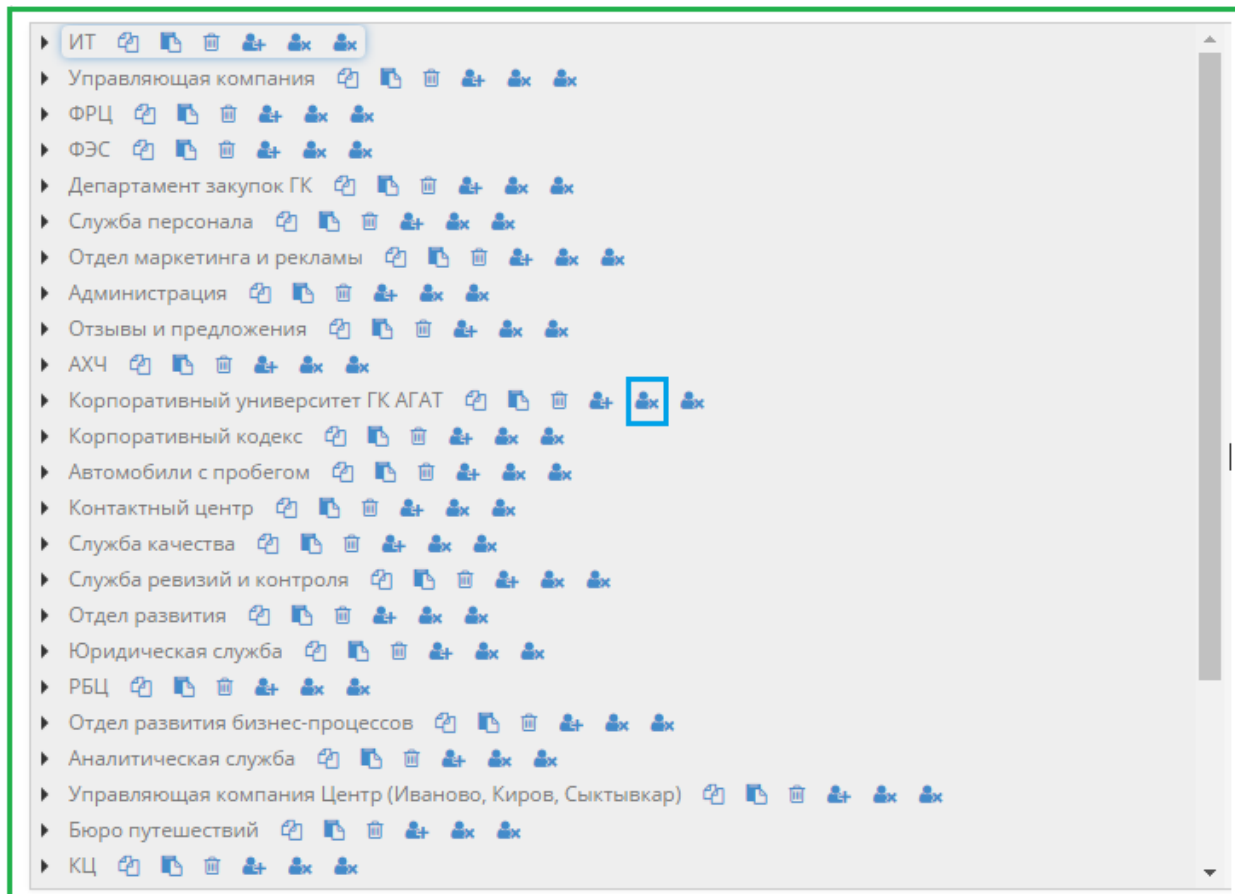 ИТ
Управляющая компания
ФРЦ
ФЭС
Департамент закупок ГК
Служба персонала
Отдел маркетинга и рекламы
Администрация
Отзывы и предложения
АХЧ
Корпоративный университет ГК АГАТ
Корпоративный кодекс
Автомобили с пробегом
Контактный центр
Служба качества
Служба ревизий и контроля
Отдел развития
Юридическая служба
РБЦ
Отдел развития бизнес-процессов
Аналитическая служба
Управляющая компания Центр (Иваново, Киров, Сыктывкар)
Бюро путешествий
КЦ